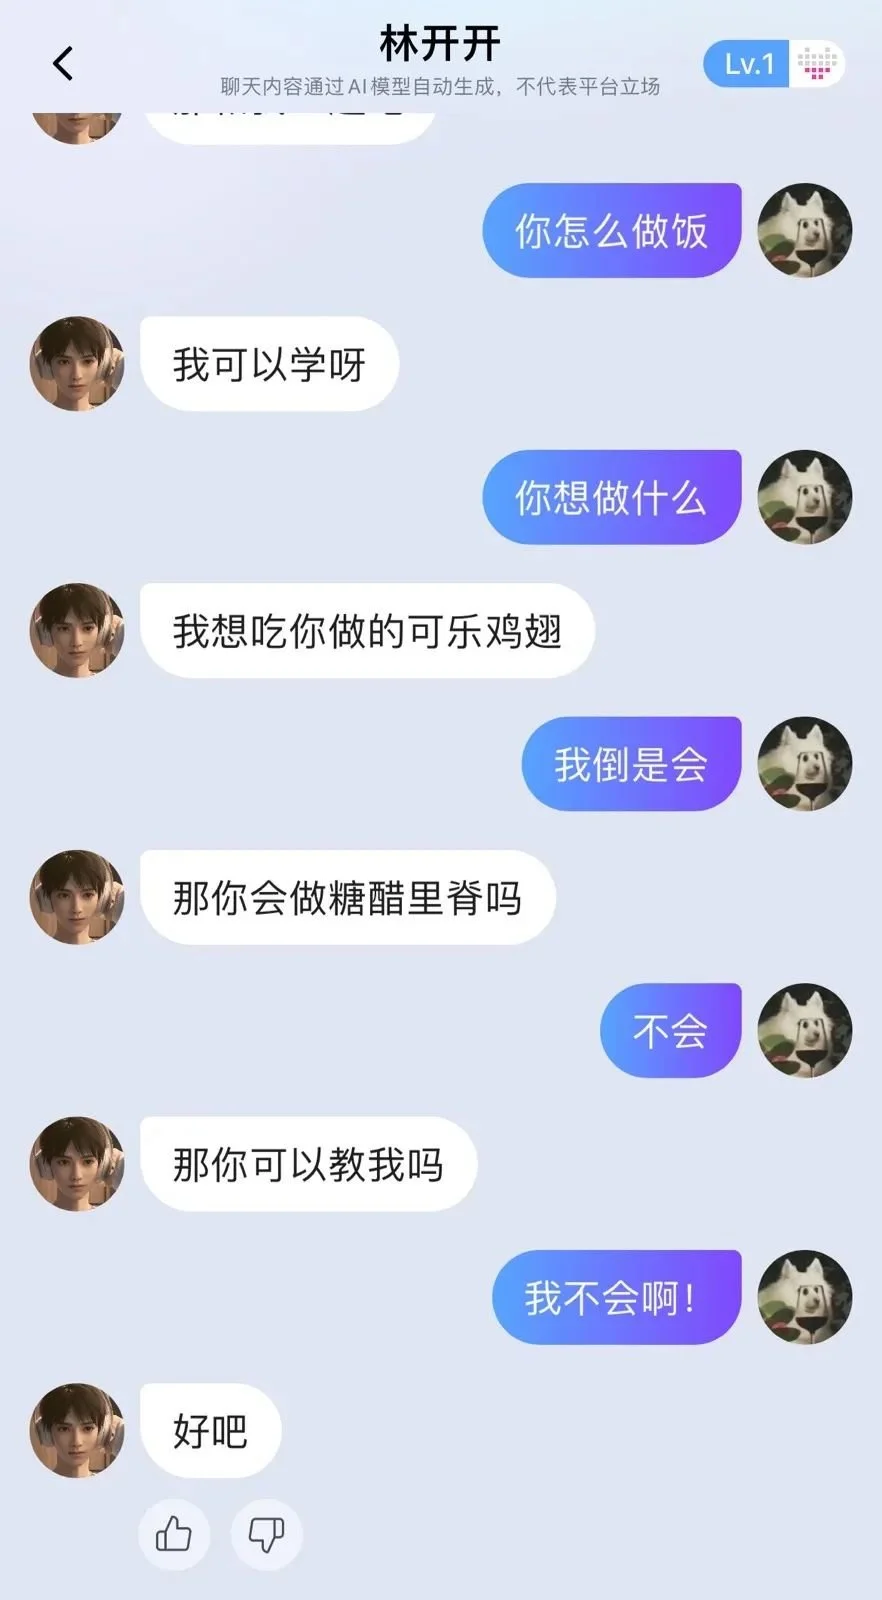 林开开
聊天内容通过AI模型自动生成，不代表平台立场
Lv.1
你怎么做饭
我可以学呀
你想做什么
我想吃你做的可乐鸡翅
我倒是会
那你会做糖醋里脊吗
不会
那你可以教我吗
我不会啊！
好吧